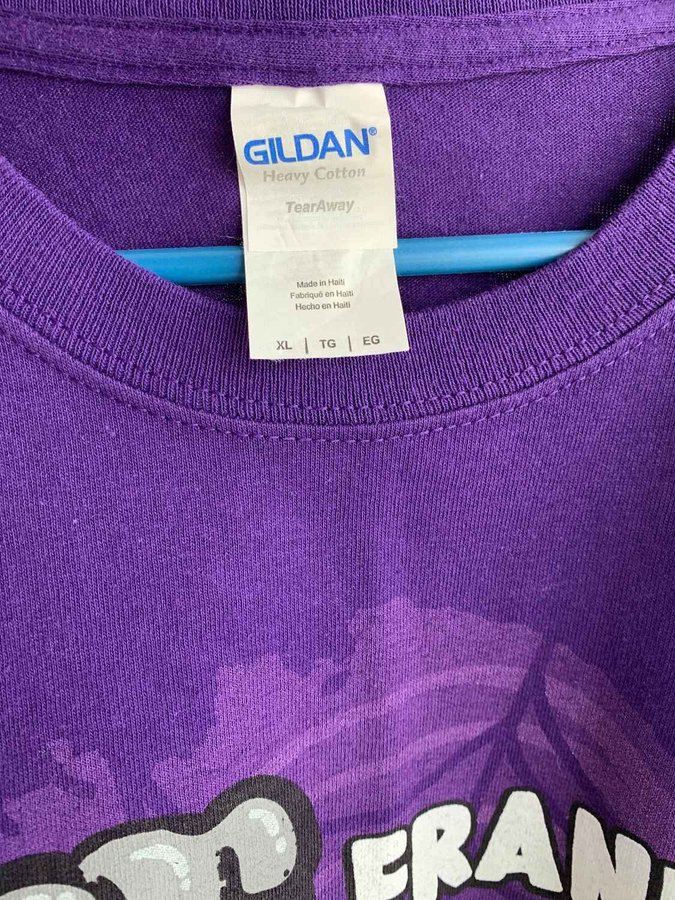 GILDAN®
Heavy Cotton
TearAway
Made in Haiti
Fabriqué en Haïti
Hecho en Haití
XL | TG | EG